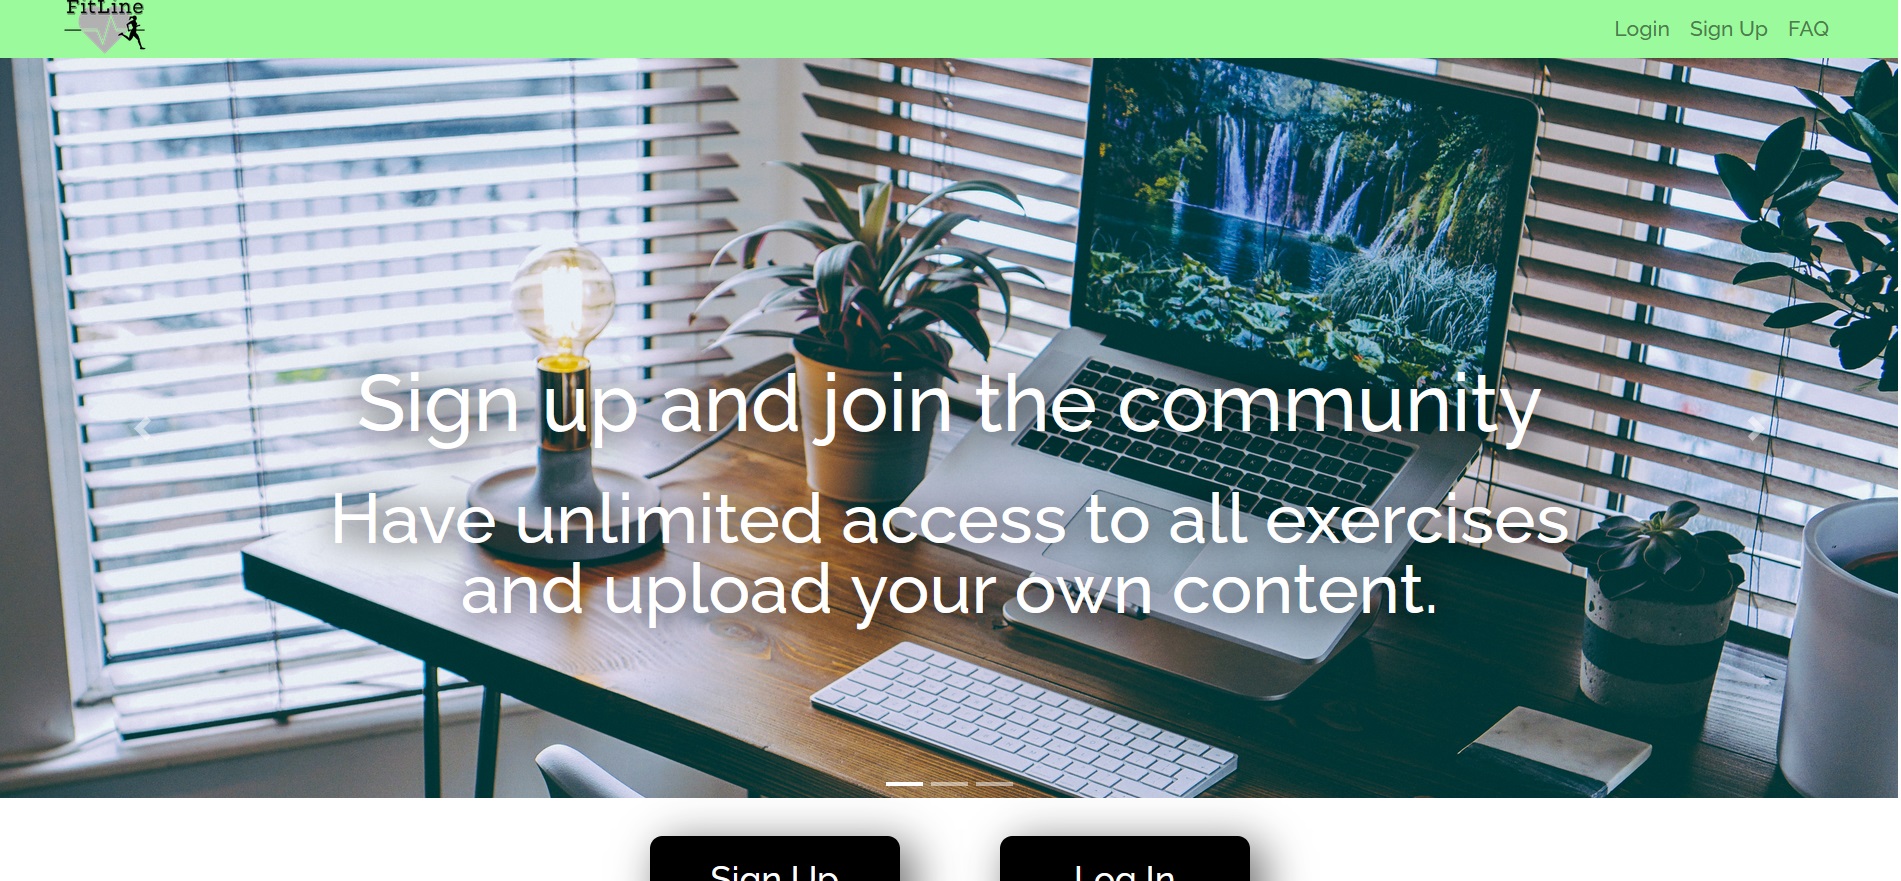 FitLine
Login Sign Up FAQ
Sign up and join the community
Have unlimited access to all exercises
and upload your own content.
Sign Up Log In